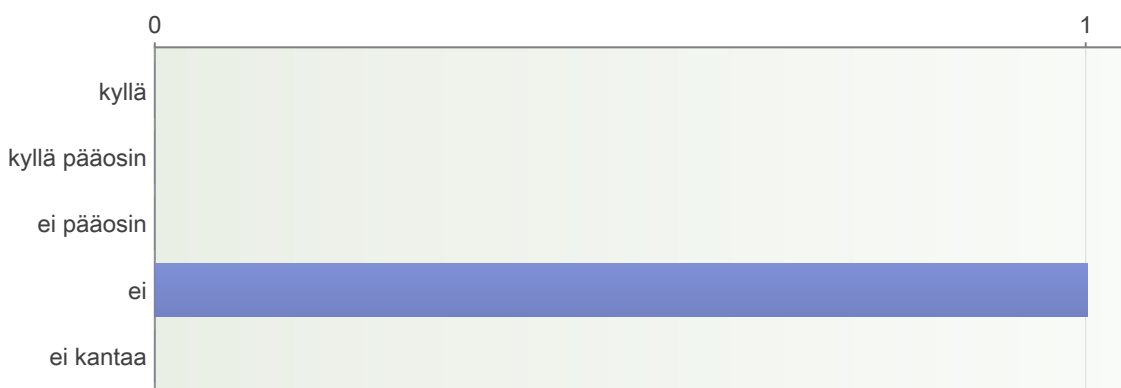 0 1
kyllä
kyllä pääosin
ei pääosin
ei
ei kantaa